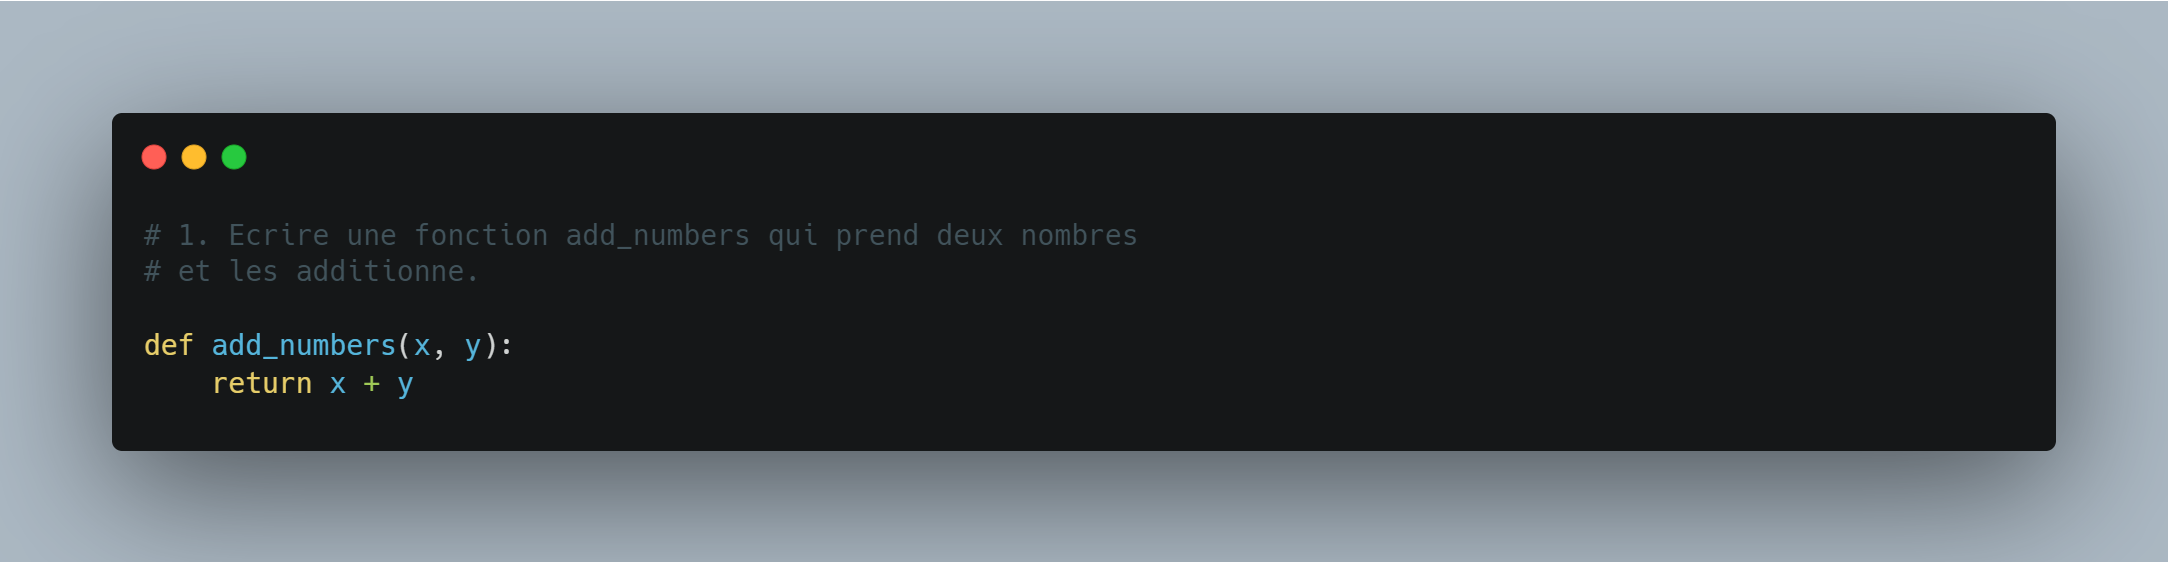 # 1. Ecrire une fonction add_numbers qui prend deux nombres
# et les additionne.
def add_numbers(x, y):
    return x + y